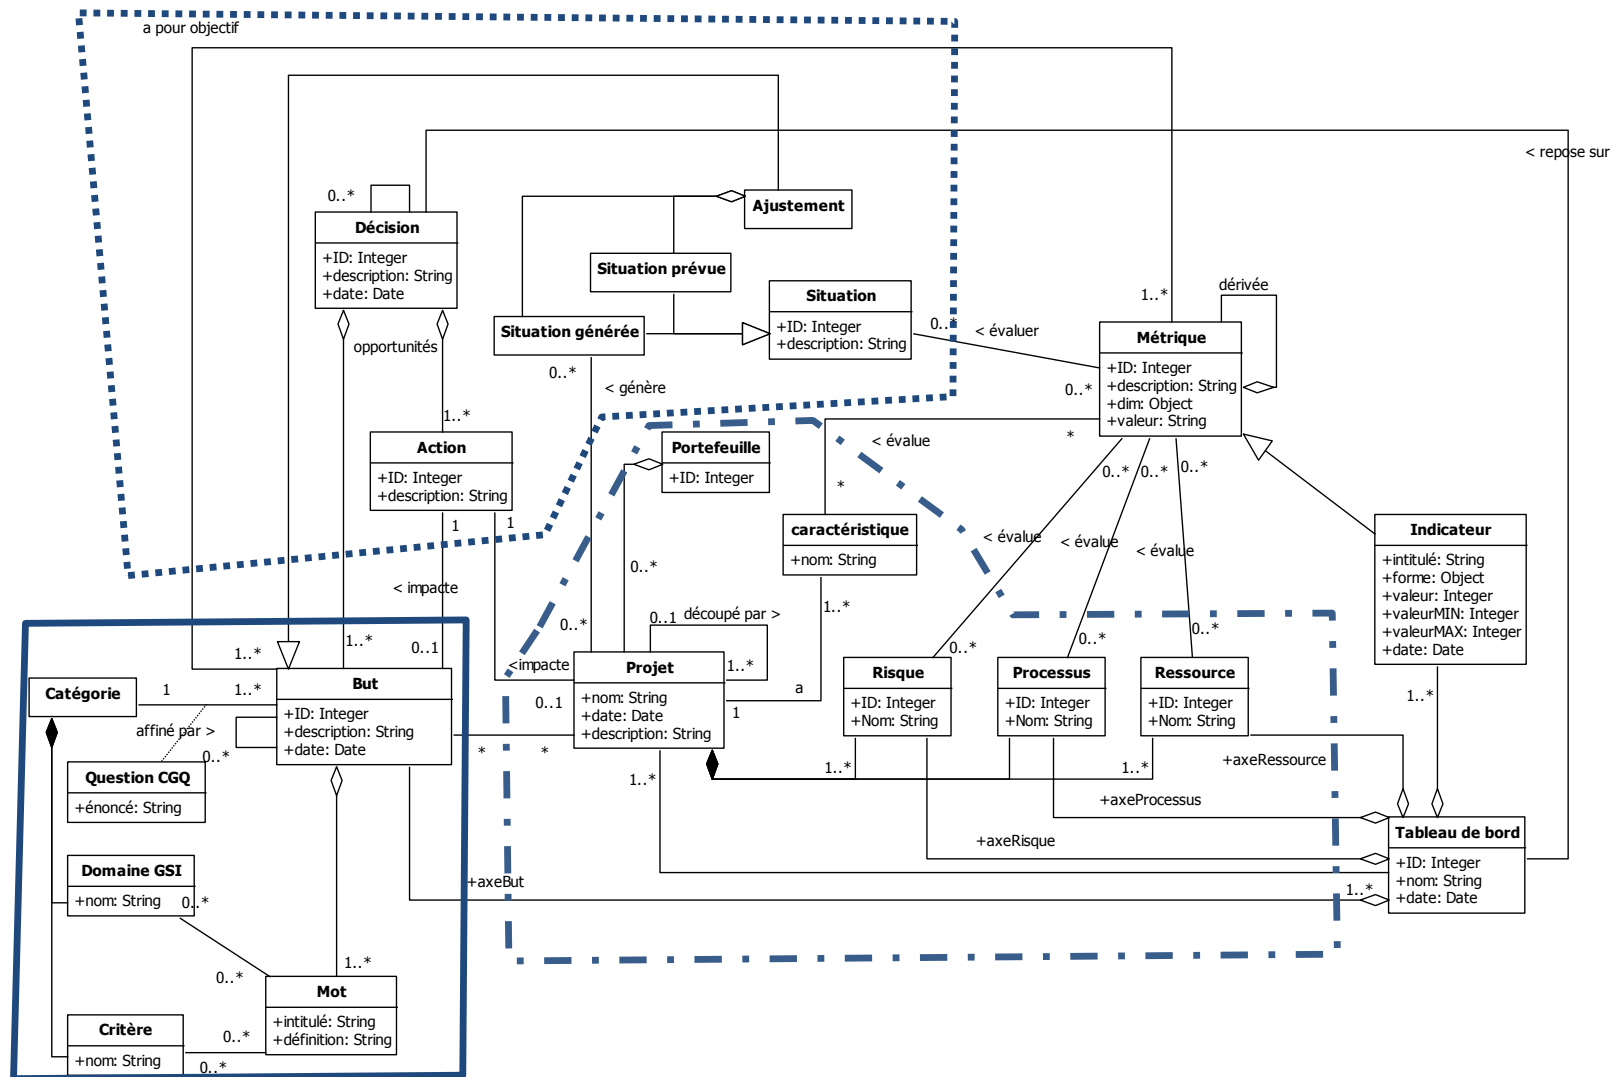 a pour objectif
< repose sur
0..*
Décision
+ID: Integer
+description: String
+date: Date
Ajustement
Situation prévue
Situation générée
Situation
+ID: Integer
+description: String
0..*
< évaluer
1..*
dérivée
Métrique
+ID: Integer
+description: String
+dim: Object
+valeur: String
0..*
opportunités
0..*
< génère
1..*
Action
+ID: Integer
+description: String
1
1
Portefeuille
+ID: Integer
0..*
*
< évalue
*
caractéristique
+nom: String
1..*
0..*
0..*
0..*
< évalue
< évalue
< évalue
Indicateur
+intitulé: String
+forme: Object
+valeur: Integer
+valeurMIN: Integer
+valeurMAX: Integer
+date: Date
< impacte
0..*
0..1
découpé par >
1..*
<impacte
0..1
Projet
+nom: String
+date: Date
+description: String
a
1
0..*
0..*
0..*
Risque
+ID: Integer
+Nom: String
Processus
+ID: Integer
+Nom: String
Ressource
+ID: Integer
+Nom: String
1..*
1..*
1..*
0..1
Catégorie
1
1..*
But
+ID: Integer
+description: String
+date: Date
affiné par >
0..*
*
*
Question CGQ
+énoncé: String
1..*
1..*
1..*
+axeRessource
+axeProcessus
+axeRisque
+axeBut
1..*
Tableau de bord
+ID: Integer
+nom: String
+date: Date
Domaine GSI
+nom: String
0..*
0..*
1..*
Mot
+intitulé: String
+définition: String
Critère
+nom: String
0..*
0..*